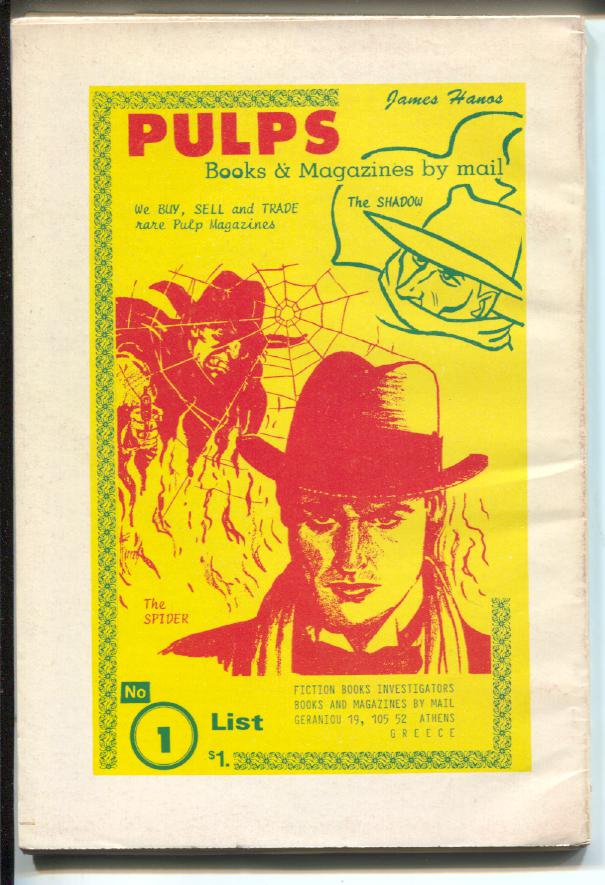 James Hanos
PULPS
Books & Magazines by mail
We BUY, SELL and TRADE
rare Pulp Magazines
The SHADOW
The
SPIDER
No
1
List
$1.
FICTION BOOKS INVESTIGATORS
BOOKS AND MAGAZINES BY MAIL
GERANIOU 19, 105 52 ATHENS
GREECE